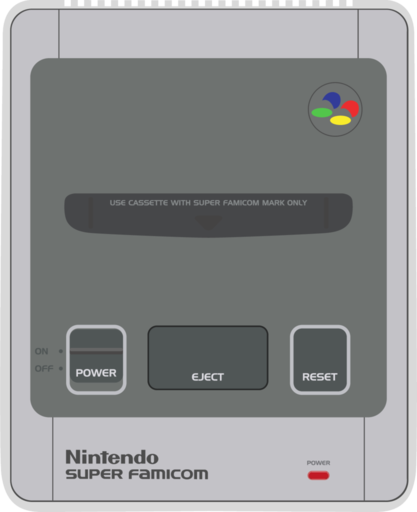 USE CASSETTE WITH SUPER FAMICOM MARK ONLY
ON
OFF
POWER
EJECT
RESET
Nintendo
SUPER FAMICOM
POWER